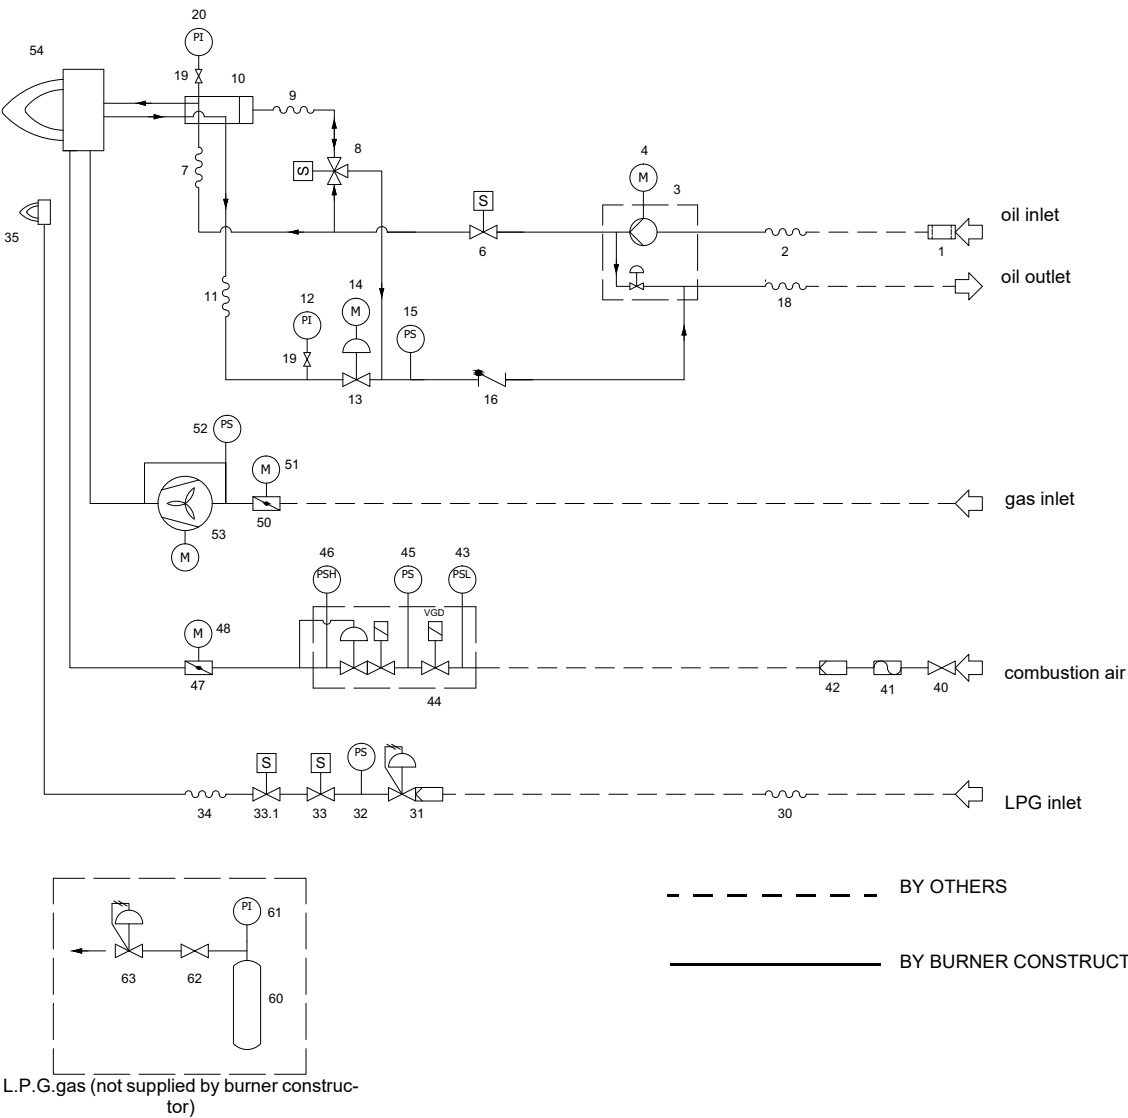 20
PI
54
19
10
9
7
S
8
4
M
3
S
oil inlet
35
6
2
1
oil outlet
11
12
PI
14
M
15
PS
18
19
13
16
52
PS
M
51
gas inlet
50
53
M
46
PSH
45
PS
43
PSL
VGD
M
48
combustion air
47
44
42
41
40
S
S
PS
34
33.1
33
32
31
30
LPG inlet
BY OTHERS
PI
61
BY BURNER CONSTRUCT
63
62
60
L.P.G.gas (not supplied by burner construc-
tor)